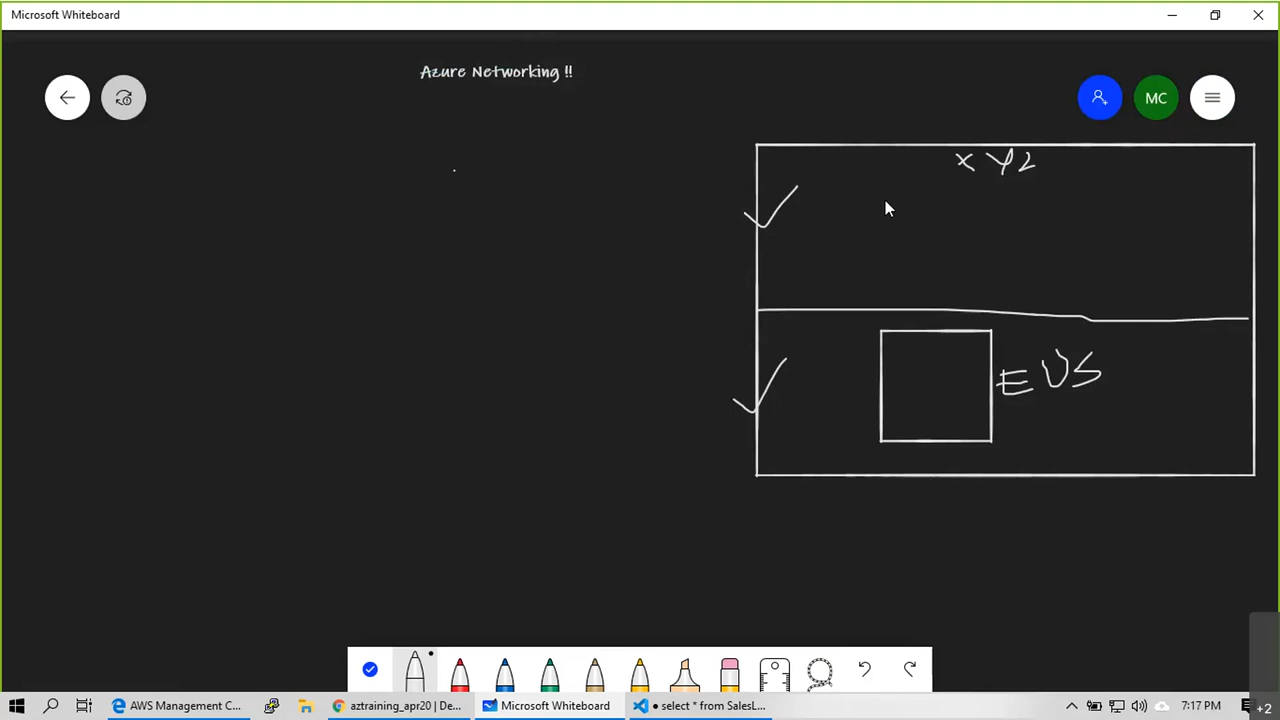 Microsoft Whiteboard
Azure Networking !!
MC
XYZ
EUS
AWS Management C...
aztraining_apr20 | De...
Microsoft Whiteboard
• select * from SalesL...
7:17 PM
+2